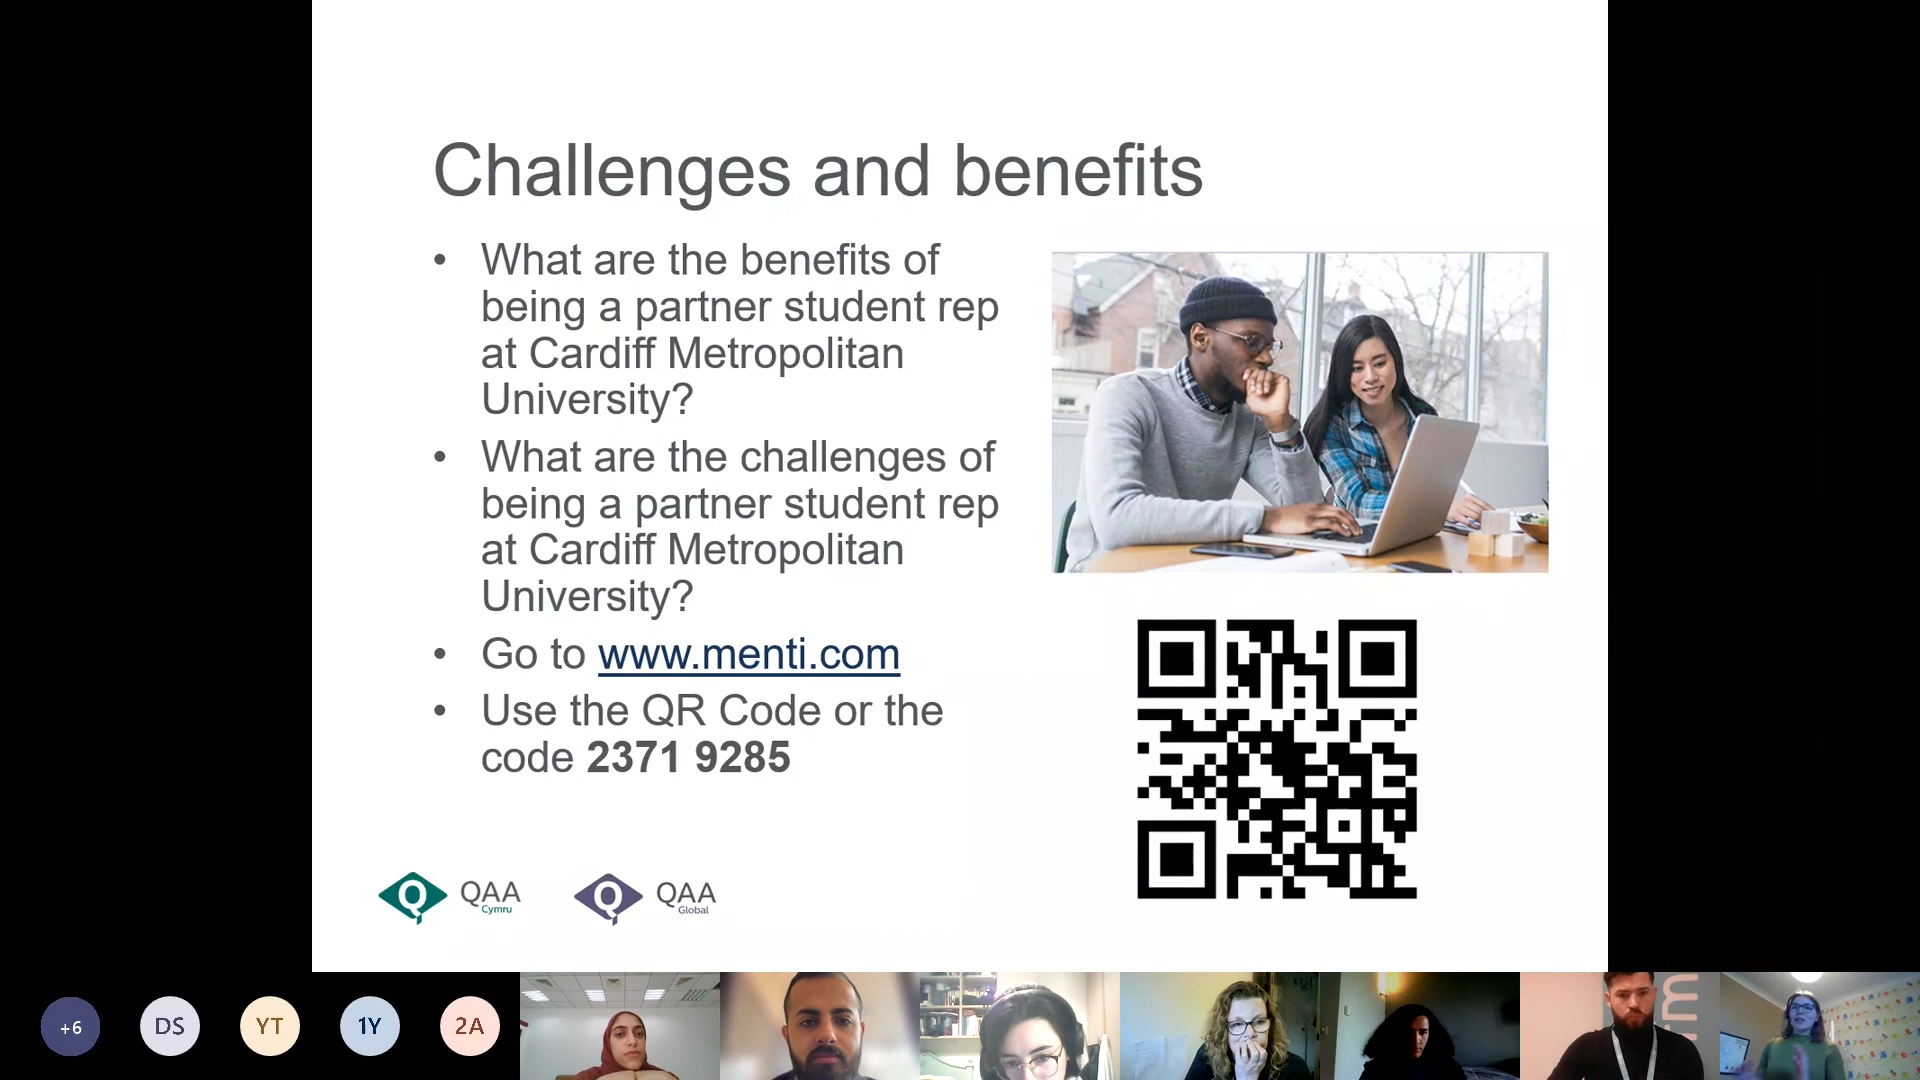 Challenges and benefits
• What are the benefits of
being a partner student rep
at Cardiff Metropolitan
University?
• What are the challenges of
being a partner student rep
at Cardiff Metropolitan
University?
• Go to www.menti.com
• Use the QR Code or the
code 2371 9285
QAA
Cymru
QAA
Global
+6
DS
YT
1Y
2A